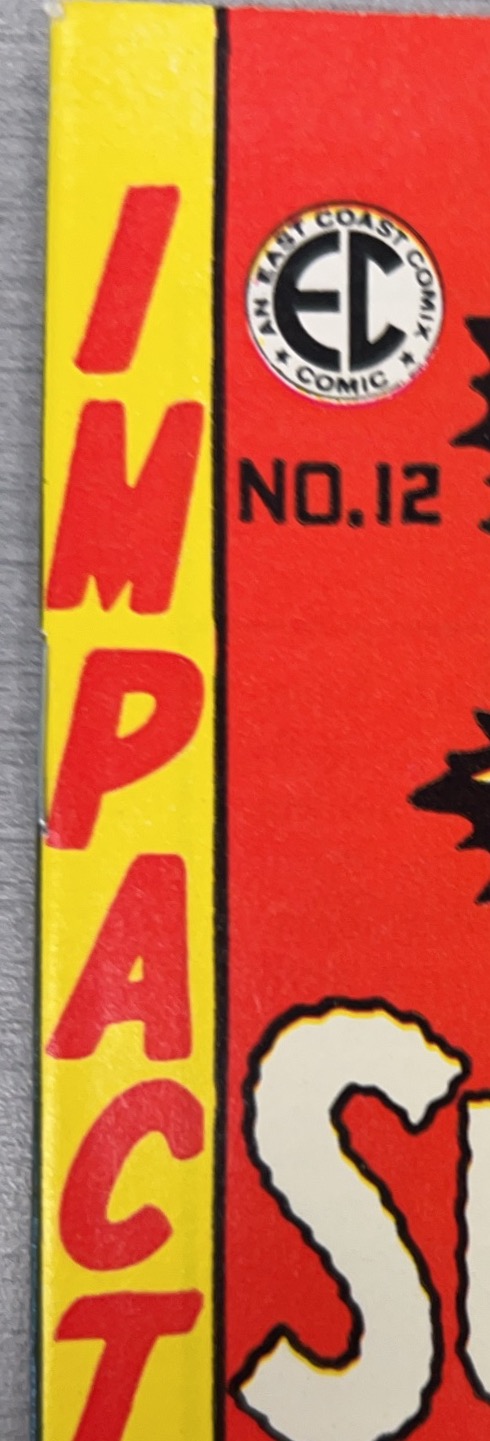 IMPACT
AN EAST COAST COMIX
EC
COMIC
NO.12
S